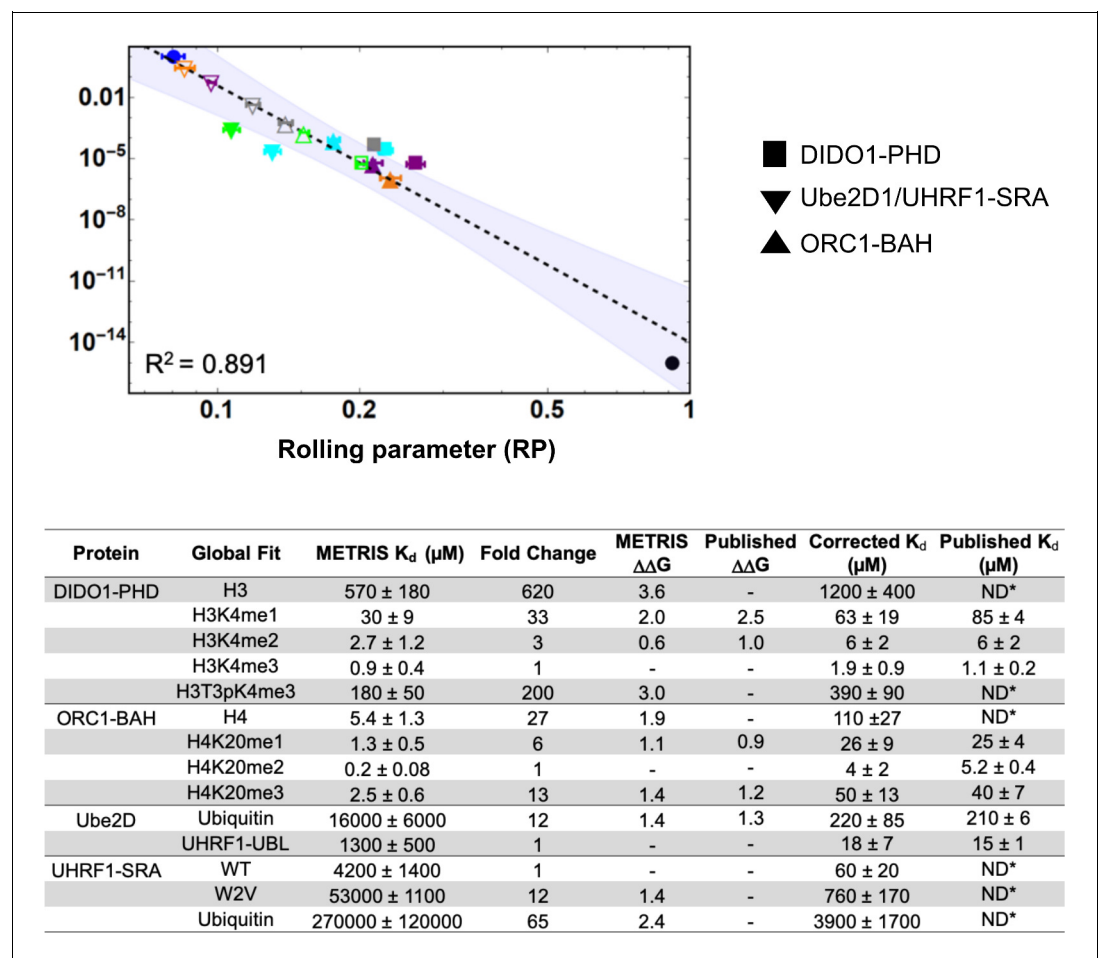 0.01
10−5
10−8
10−11
10−14
R2 = 0.891
0.1 0.2 0.5 1
Rolling parameter (RP)
DIDO1-PHD
Ube2D1/UHRF1-SRA
ORC1-BAH
Protein Global Fit METRIS Kd (µM) Fold Change METRIS ΔΔG Published ΔΔG Corrected Kd (µM) Published Kd (µM)
DIDO1-PHD H3 570 ± 180 620 3.6 - 1200 ± 400 ND*
H3K4me1 30 ± 9 33 2.0 2.5 63 ± 19 85 ± 4
H3K4me2 2.7 ± 1.2 3 0.6 1.0 6 ± 2 6 ± 2
H3K4me3 0.9 ± 0.4 1 - - 1.9 ± 0.9 1.1 ± 0.2
H3T3pK4me3 180 ± 50 200 3.0 - 390 ± 90 ND*
ORC1-BAH H4 5.4 ± 1.3 27 1.9 - 110 ±27 ND*
H4K20me1 1.3 ± 0.5 6 1.1 0.9 26 ± 9 25 ± 4
H4K20me2 0.2 ± 0.08 1 - - 4 ± 2 5.2 ± 0.4
H4K20me3 2.5 ± 0.6 13 1.4 1.2 50 ± 13 40 ± 7
Ube2D Ubiquitin 16000 ± 6000 12 1.4 1.3 220 ± 85 210 ± 6
UHRF1-UBL 1300 ± 500 1 - - 18 ± 7 15 ± 1
UHRF1-SRA WT 4200 ± 1400 1 - - 60 ± 20 ND*
W2V 53000 ± 1100 12 1.4 - 760 ± 170 ND*
Ubiquitin 270000 ± 120000 65 2.4 - 3900 ± 1700 ND*